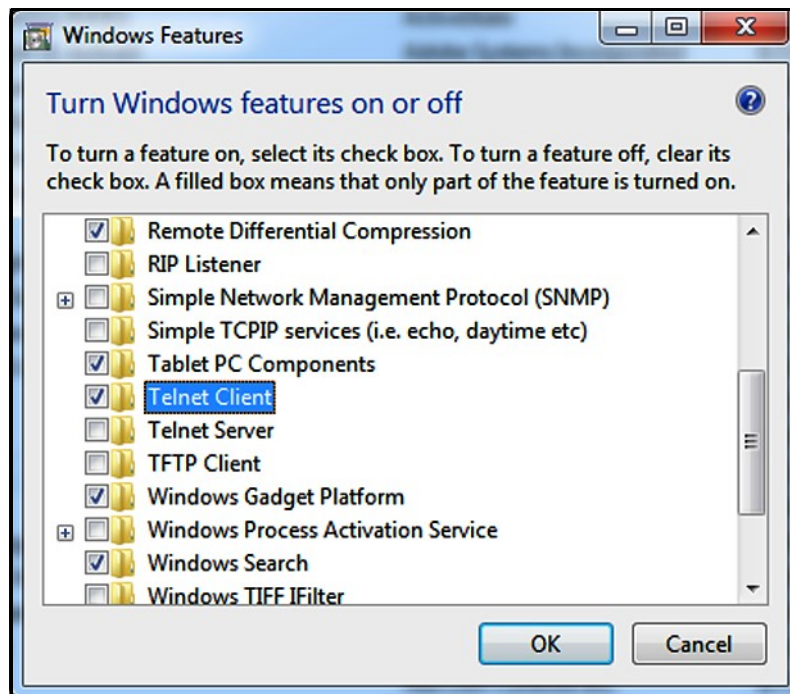 Windows Features
Turn Windows features on or off
To turn a feature on, select its check box. To turn a feature off, clear its
check box. A filled box means that only part of the feature is turned on.
Remote Differential Compression
RIP Listener
Simple Network Management Protocol (SNMP)
Simple TCPIP services (i.e. echo, daytime etc)
Tablet PC Components
Telnet Client
Telnet Server
TFTP Client
Windows Gadget Platform
Windows Process Activation Service
Windows Search
Windows TIFF IFilter
OK Cancel